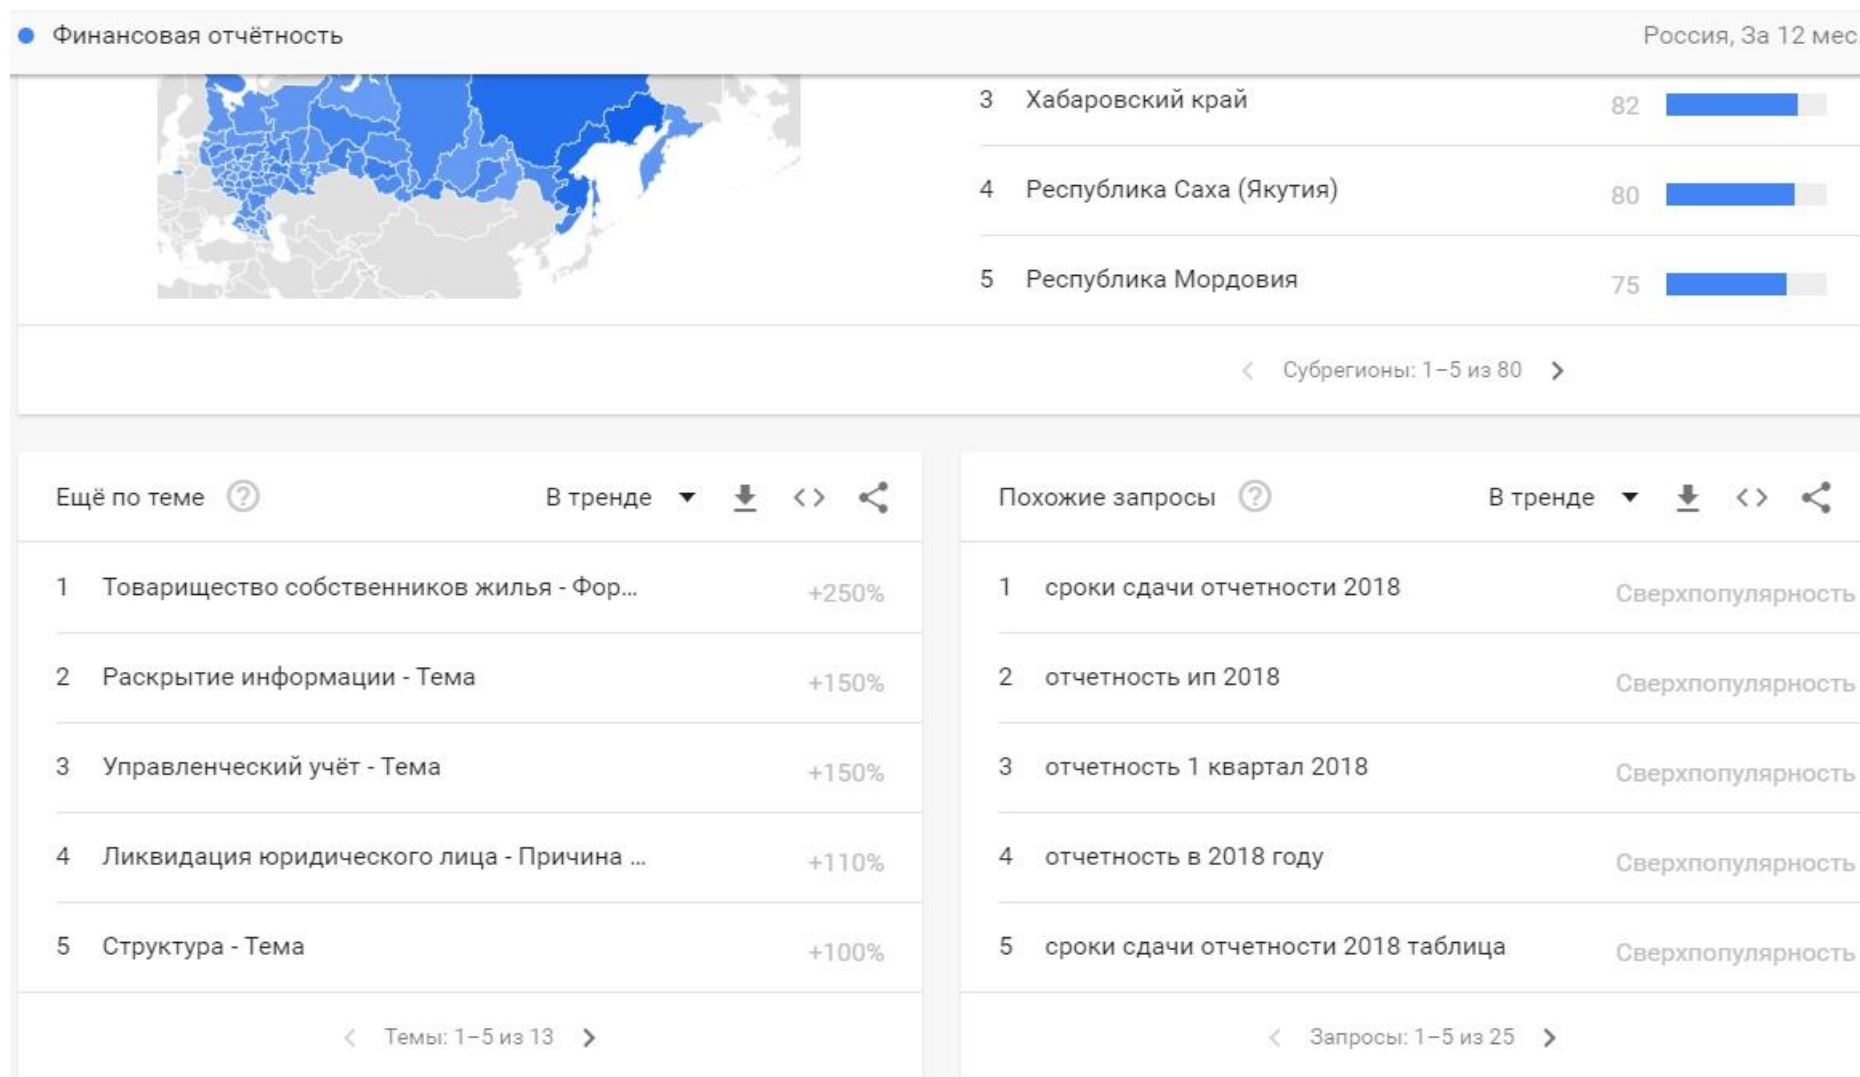 Финансовая отчётность
Россия, За 12 мес.
3 Хабаровский край 82
4 Республика Саха (Якутия) 80
5 Республика Мордовия 75
Субрегионы: 1–5 из 80
Ещё по теме ? В тренде
1 Товарищество собственников жилья - Фор... +250%
2 Раскрытие информации - Тема +150%
3 Управленческий учёт - Тема +150%
4 Ликвидация юридического лица - Причина ... +110%
5 Структура - Тема +100%
Темы: 1–5 из 13
Похожие запросы ? В тренде
1 сроки сдачи отчетности 2018 Сверхпопулярность
2 отчетность ип 2018 Сверхпопулярность
3 отчетность 1 квартал 2018 Сверхпопулярность
4 отчетность в 2018 году Сверхпопулярность
5 сроки сдачи отчетности 2018 таблица Сверхпопулярность
Запросы: 1–5 из 25